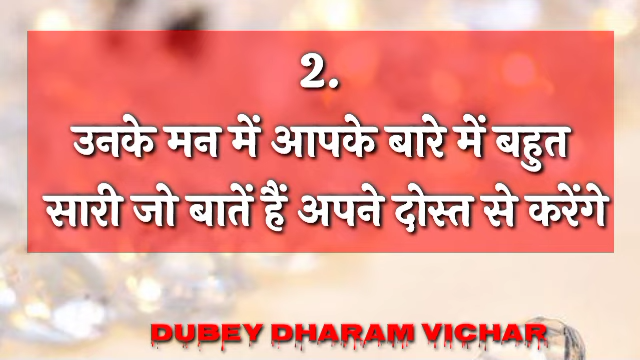 2.
उनके मन में आपके बारे में बहुत
सारी जो बातें हैं अपने दोस्त से करेंगे
DUBEY DHARAM VICHAR